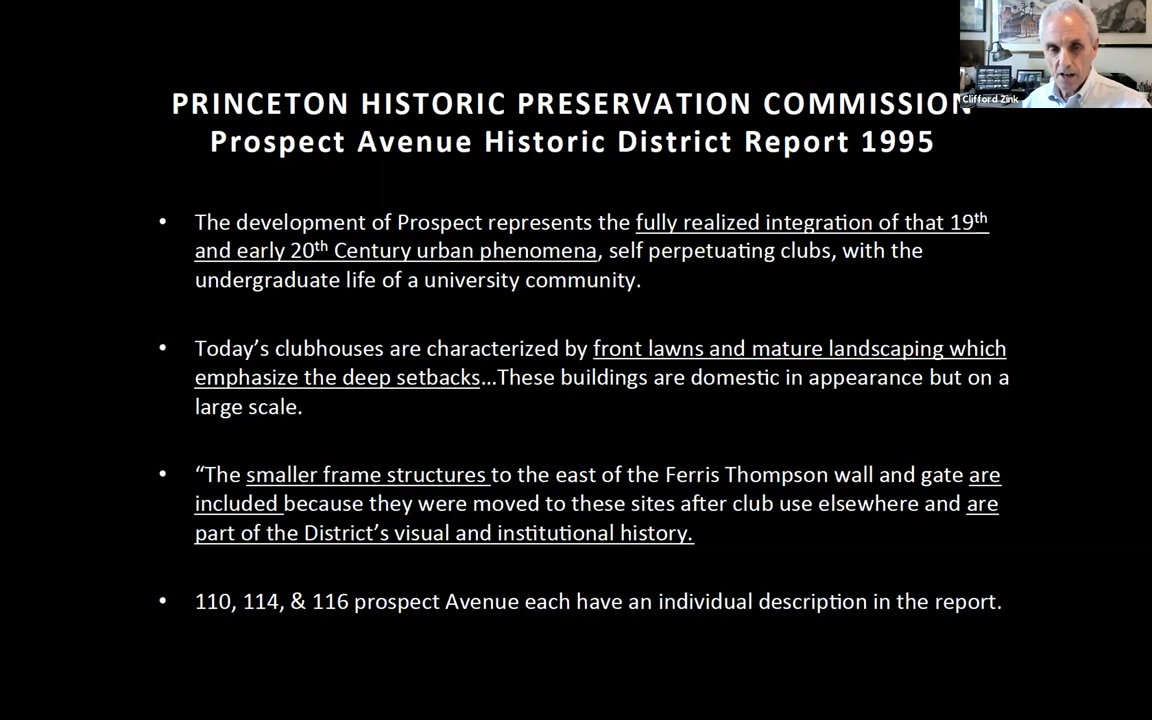 PRINCETON HISTORIC PRESERVATION COMMISSION
Clifford Zink
Prospect Avenue Historic District Report 1995
• The development of Prospect represents the fully realized integration of that 19th
and early 20th Century urban phenomena, self perpetuating clubs, with the
undergraduate life of a university community.
• Today’s clubhouses are characterized by front lawns and mature landscaping which
emphasize the deep setbacks…These buildings are domestic in appearance but on a
large scale.
• “The smaller frame structures to the east of the Ferris Thompson wall and gate are
included because they were moved to these sites after club use elsewhere and are
part of the District’s visual and institutional history.
• 110, 114, & 116 prospect Avenue each have an individual description in the report.